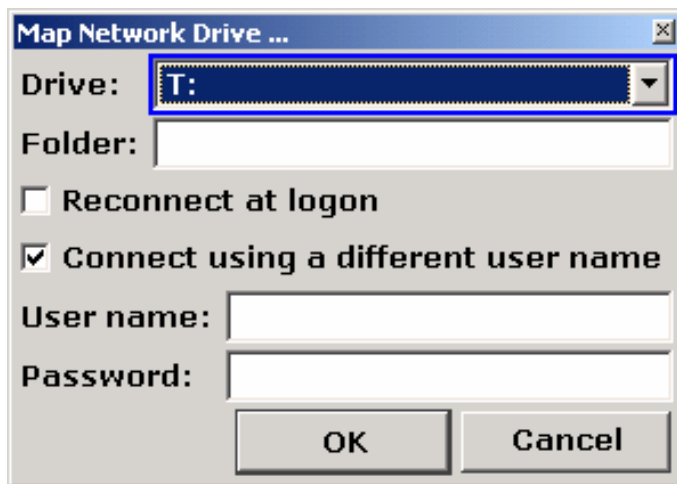 Map Network Drive ...
Drive: T:
Folder:
Reconnect at logon
Connect using a different user name
User name:
Password:
OK Cancel